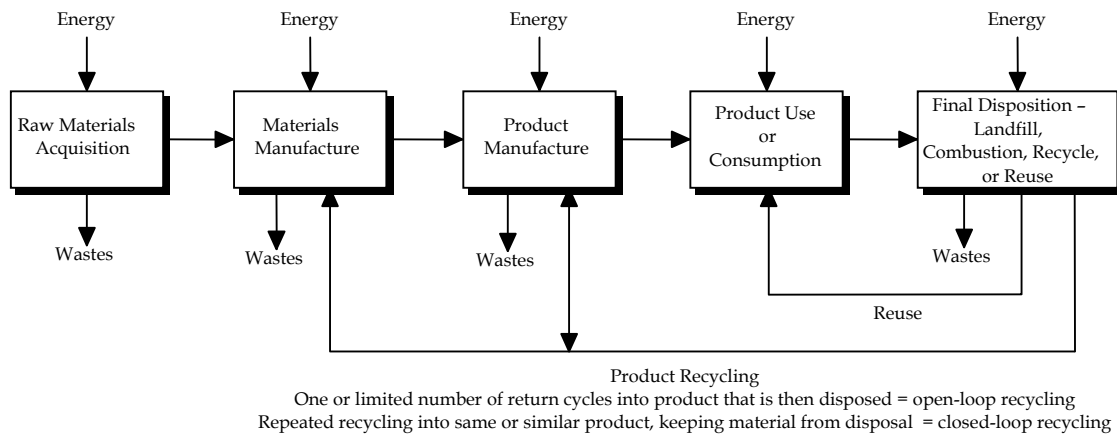 Energy
Energy
Energy
Energy
Energy
Raw Materials
Acquisition
Materials
Manufacture
Product
Manufacture
Product Use
or
Consumption
Final Disposition –
Landfill,
Combustion, Recycle,
or Reuse
Wastes
Wastes
Wastes
Wastes
Reuse
Product Recycling
One or limited number of return cycles into product that is then disposed = open-loop recycling
Repeated recycling into same or similar product, keeping material from disposal = closed-loop recycling